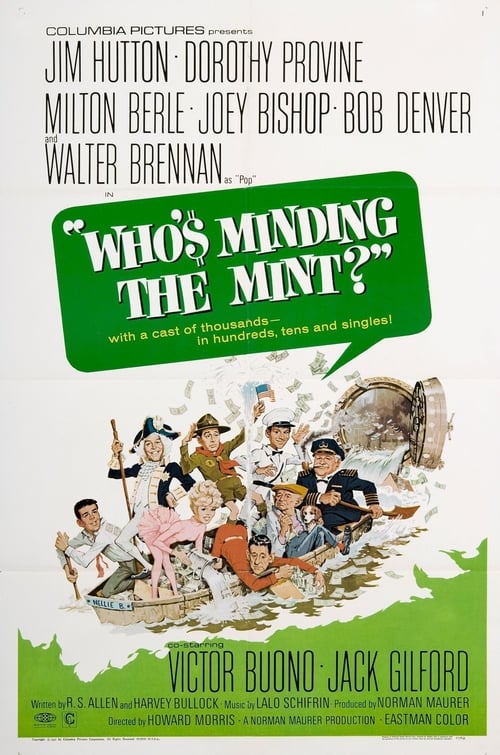 COLUMBIA PICTURES presents
JIM HUTTON · DOROTHY PROVINE
MILTON BERLE · JOEY BISHOP · BOB DENVER
and
WALTER BRENNAN as "Pop"
IN
"WHO'$ MINDING
THE MINT?"
with a cast of thousands—
in hundreds, tens and singles!
NELLIE B.
co-starring
VICTOR BUONO · JACK GILFORD
Written by R. S. ALLEN and HARVEY BULLOCK · Music by LALO SCHIFRIN · Produced by NORMAN MAURER
Directed by HOWARD MORRIS · A NORMAN MAURER PRODUCTION · EASTMAN COLOR